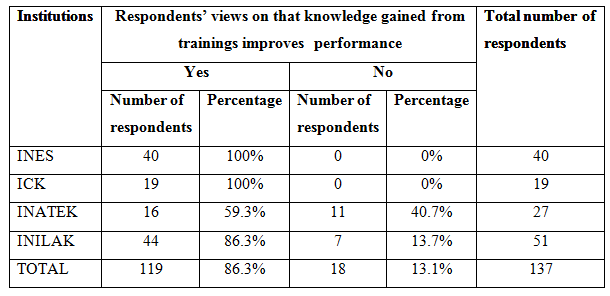 Institutions Respondents’ views on that knowledge gained from Total number of
trainings improves performance respondents
Yes No
Number of Percentage Number of Percentage
respondents respondents
INES 40 100% 0 0% 40
ICK 19 100% 0 0% 19
INATEK 16 59.3% 11 40.7% 27
INILAK 44 86.3% 7 13.7% 51
TOTAL 119 86.3% 18 13.1% 137